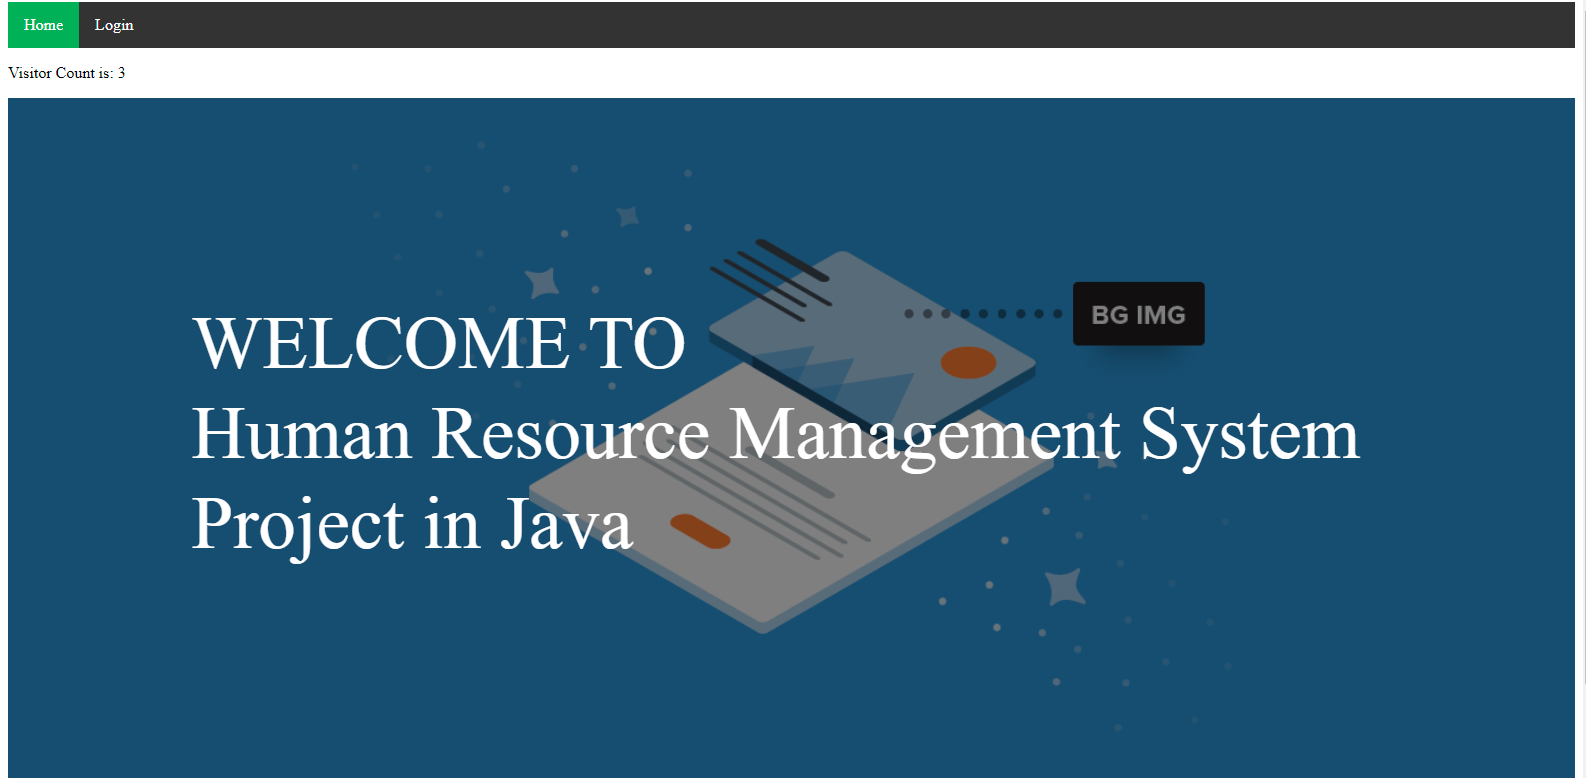 Home Login
Visitor Count is: 3
BG IMG
WELCOME TO
Human Resource Management System
Project in Java